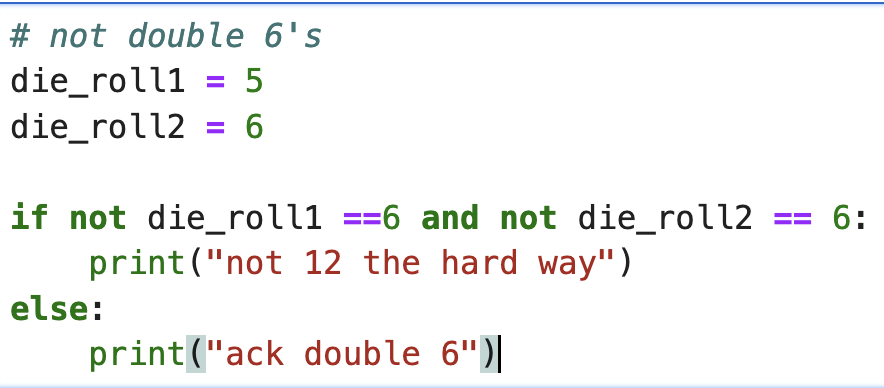 # not double 6's
die_roll1 = 5
die_roll2 = 6
if not die_roll1 ==6 and not die_roll2 == 6:
    print("not 12 the hard way")
else:
    print("ack double 6")